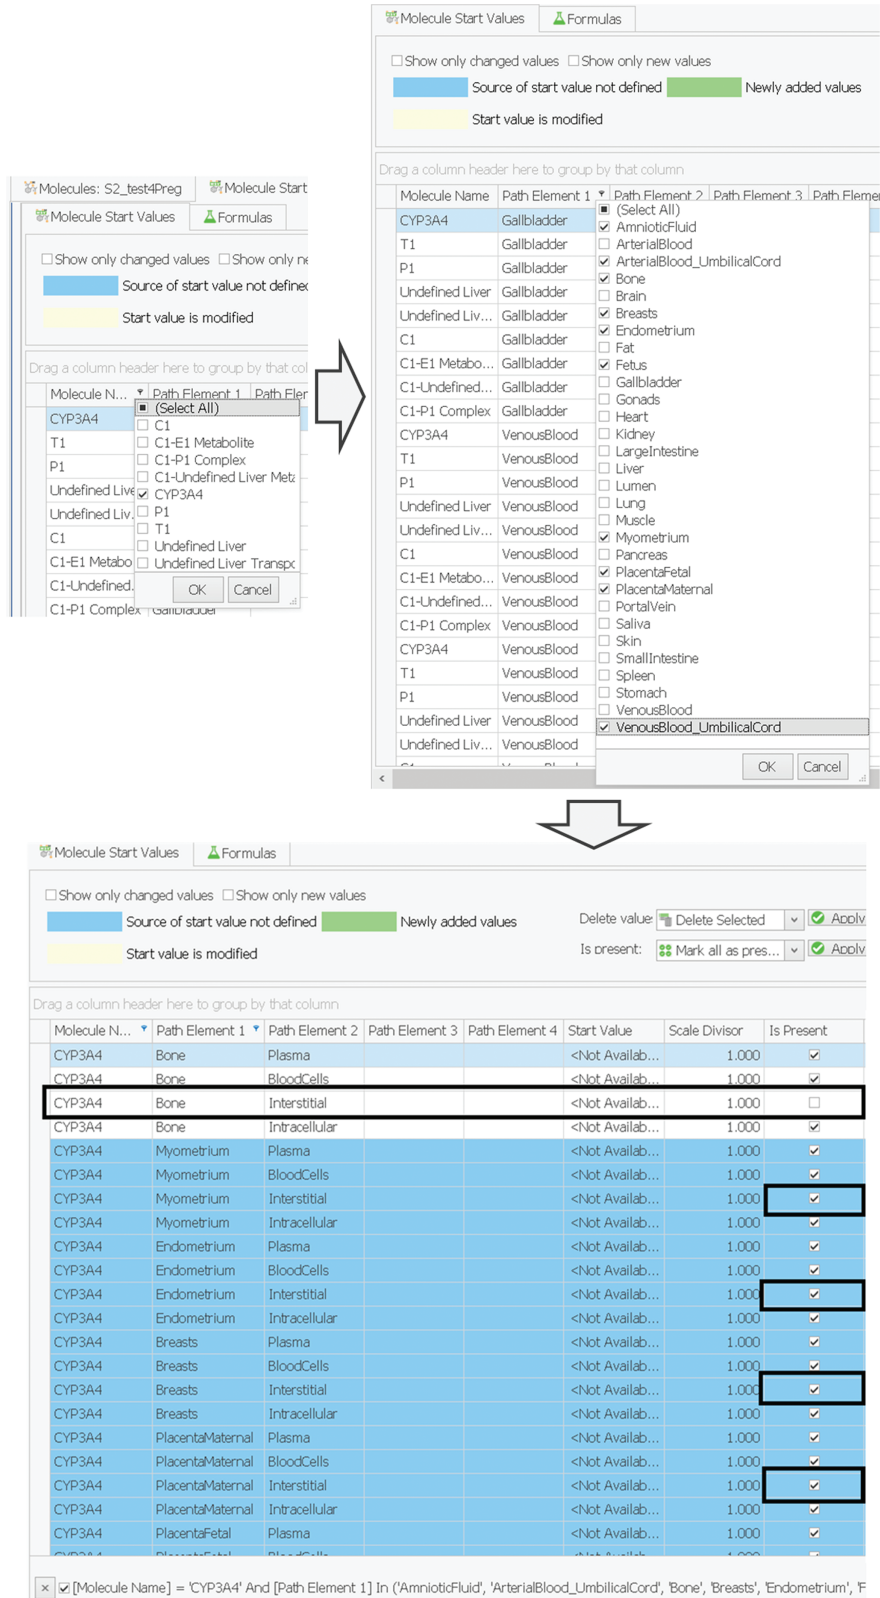 Molecule Start Values
Formulas
Show only changed values Show only new values
Source of start value not defined Newly added values
Start value is modified
Drag a column header here to group by that column
Molecule Name Path Element 1 Path Element 2 Path Element 3 Path Elemer
CYP3A4 Gallbladder
T1 Gallbladder
P1 Gallbladder
Undefined Liver Gallbladder
Undefined Liv... Gallbladder
C1 Gallbladder
C1-E1 Metabo... Gallbladder
C1-Undefined... Gallbladder
C1-P1 Complex Gallbladder
CYP3A4 VenousBlood
T1 VenousBlood
P1 VenousBlood
Undefined Liver VenousBlood
Undefined Liv... VenousBlood
C1 VenousBlood
C1-E1 Metabo... VenousBlood
C1-Undefined... VenousBlood
C1-P1 Complex VenousBlood
CYP3A4 VenousBlood
T1 VenousBlood
P1 VenousBlood
Undefined Liver VenousBlood
Undefined Liv... VenousBlood
(Select All)
AmnioticFluid
ArterialBlood
ArterialBlood_UmbilicalCord
Bone
Brain
Breasts
Endometrium
Fat
Fetus
Gallbladder
Gonads
Heart
Kidney
LargeIntestine
Liver
Lumen
Lung
Muscle
Myometrium
Pancreas
PlacentaFetal
PlacentaMaternal
PortalVein
Saliva
Skin
SmallIntestine
Spleen
Stomach
VenousBlood
VenousBlood_UmbilicalCord
OK Cancel
Molecules: S2_test4Preg Molecule Start
Molecule Start Values Formulas
Show only changed values Show only ne
Source of start value not defined
Start value is modified
Drag a column header here to group by that col
Molecule N... Path Element 1 Path Eler
CYP3A4
T1
P1
Undefined Live
Undefined Liv.
C1
C1-E1 Metabo
C1-Undefined.
C1-P1 Complex Gallbladder
(Select All)
C1
C1-E1 Metabolite
C1-P1 Complex
C1-Undefined Liver Meta
CYP3A4
P1
T1
Undefined Liver
Undefined Liver Transpo
OK Cancel
Molecule Start Values Formulas
Show only changed values Show only new values
Source of start value not defined Newly added values
Start value is modified
Delete value Delete Selected Apply
Is present: Mark all as pres... Apply
Drag a column header here to group by that column
Molecule N... Path Element 1 Path Element 2 Path Element 3 Path Element 4 Start Value Scale Divisor Is Present
CYP3A4 Bone Plasma <Not Availab... 1.000
CYP3A4 Bone BloodCells <Not Availab... 1.000
CYP3A4 Bone Interstitial <Not Availab... 1.000
CYP3A4 Bone Intracellular <Not Availab... 1.000
CYP3A4 Myometrium Plasma <Not Availab... 1.000
CYP3A4 Myometrium BloodCells <Not Availab... 1.000
CYP3A4 Myometrium Interstitial <Not Availab... 1.000
CYP3A4 Myometrium Intracellular <Not Availab... 1.000
CYP3A4 Endometrium Plasma <Not Availab... 1.000
CYP3A4 Endometrium BloodCells <Not Availab... 1.000
CYP3A4 Endometrium Interstitial <Not Availab... 1.000
CYP3A4 Endometrium Intracellular <Not Availab... 1.000
CYP3A4 Breasts Plasma <Not Availab... 1.000
CYP3A4 Breasts BloodCells <Not Availab... 1.000
CYP3A4 Breasts Interstitial <Not Availab... 1.000
CYP3A4 Breasts Intracellular <Not Availab... 1.000
CYP3A4 PlacentaMaternal Plasma <Not Availab... 1.000
CYP3A4 PlacentaMaternal BloodCells <Not Availab... 1.000
CYP3A4 PlacentaMaternal Interstitial <Not Availab... 1.000
CYP3A4 PlacentaMaternal Intracellular <Not Availab... 1.000
CYP3A4 PlacentaFetal Plasma <Not Availab... 1.000
[Molecule Name] = 'CYP3A4' And [Path Element 1] In ('AmnioticFluid', 'ArterialBlood_UmbilicalCord', 'Bone', 'Breasts', 'Endometrium', 'F